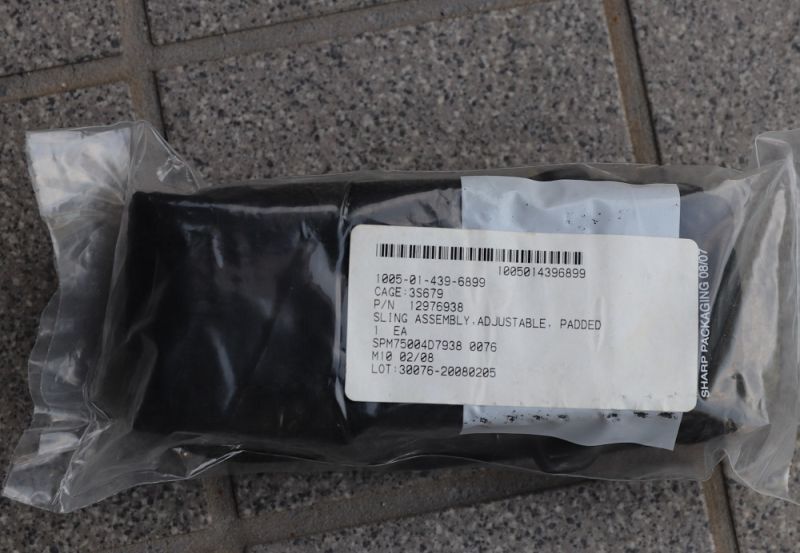 1005014396899
1005-01-439-6899
CAGE:3S679
P/N 12976938
SLING ASSEMBLY,ADJUSTABLE, PADDED
1 EA
SPM75004D7938 0076
M10 02/08
LOT:30076-20080205
SHARP PACKAGING 08/07